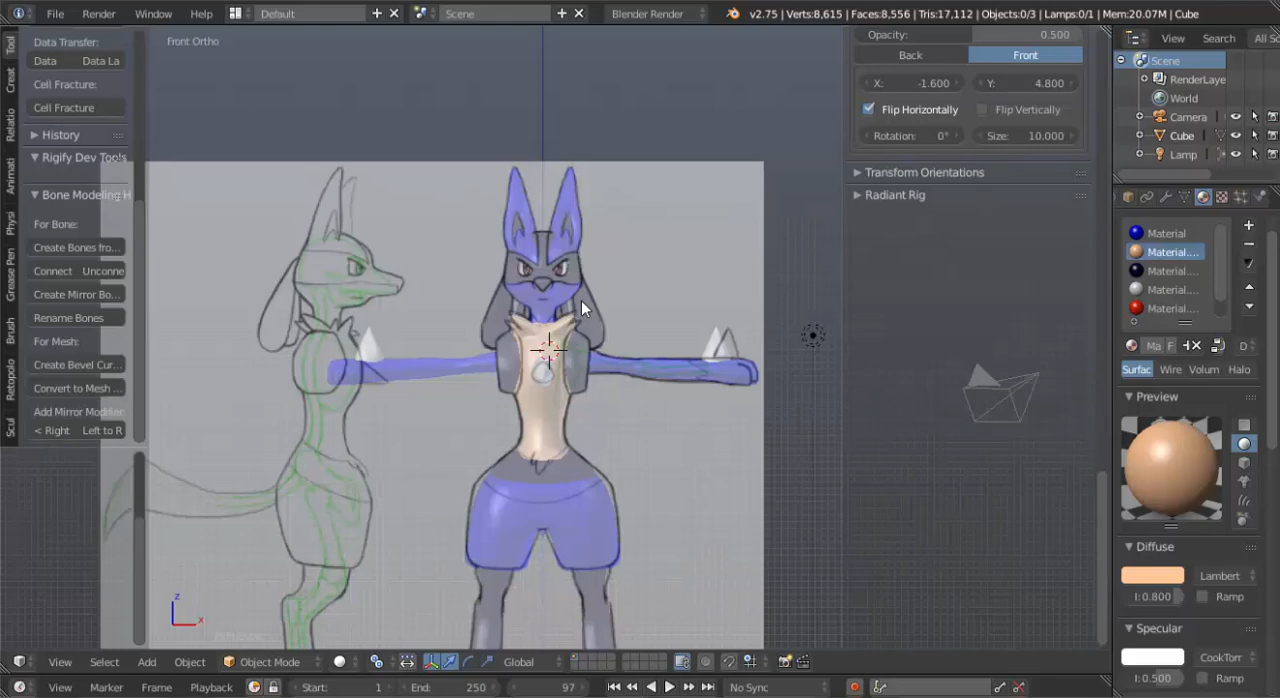 File Render Window Help Default Scene Blender Render v2.75 | Verts:8,615 | Faces:8,556 | Tris:17,112 | Objects:0/3 | Lamps:0/1 | Mem:20.07M | Cube
Tool
Creat
Relatio
Animati
Physi
Grease Pen
Brush
Retopolo
Scul
Data Transfer:
Data Data La
Cell Fracture:
Cell Fracture
History
Rigify Dev Tools
Bone Modeling H
For Bone:
Create Bones fro...
Connect Unconne
Create Mirror Bo...
Rename Bones
For Mesh:
Create Bevel Cur...
Convert to Mesh ...
Add Mirror Modifier
< Right Left to R
Front Ortho
z
x
Opacity: 0.500
Back Front
X: -1.600 Y: 4.800
Flip Horizontally Flip Vertically
Rotation: 0° Size: 10.000
Transform Orientations
Radiant Rig
View Search All Sc
Scene
RenderLaye
World
Camera
Cube
Lamp
Material
Material....
Material....
Material....
Material....
Ma F D
Surfac Wire Volum Halo
Preview
Diffuse
Lambert
I:0.800 Ramp
Specular
CookTorr
I:0.500 Ramp
View Select Add Object Object Mode Global
View Marker Frame Playback Start: 1 End: 250 97 No Sync